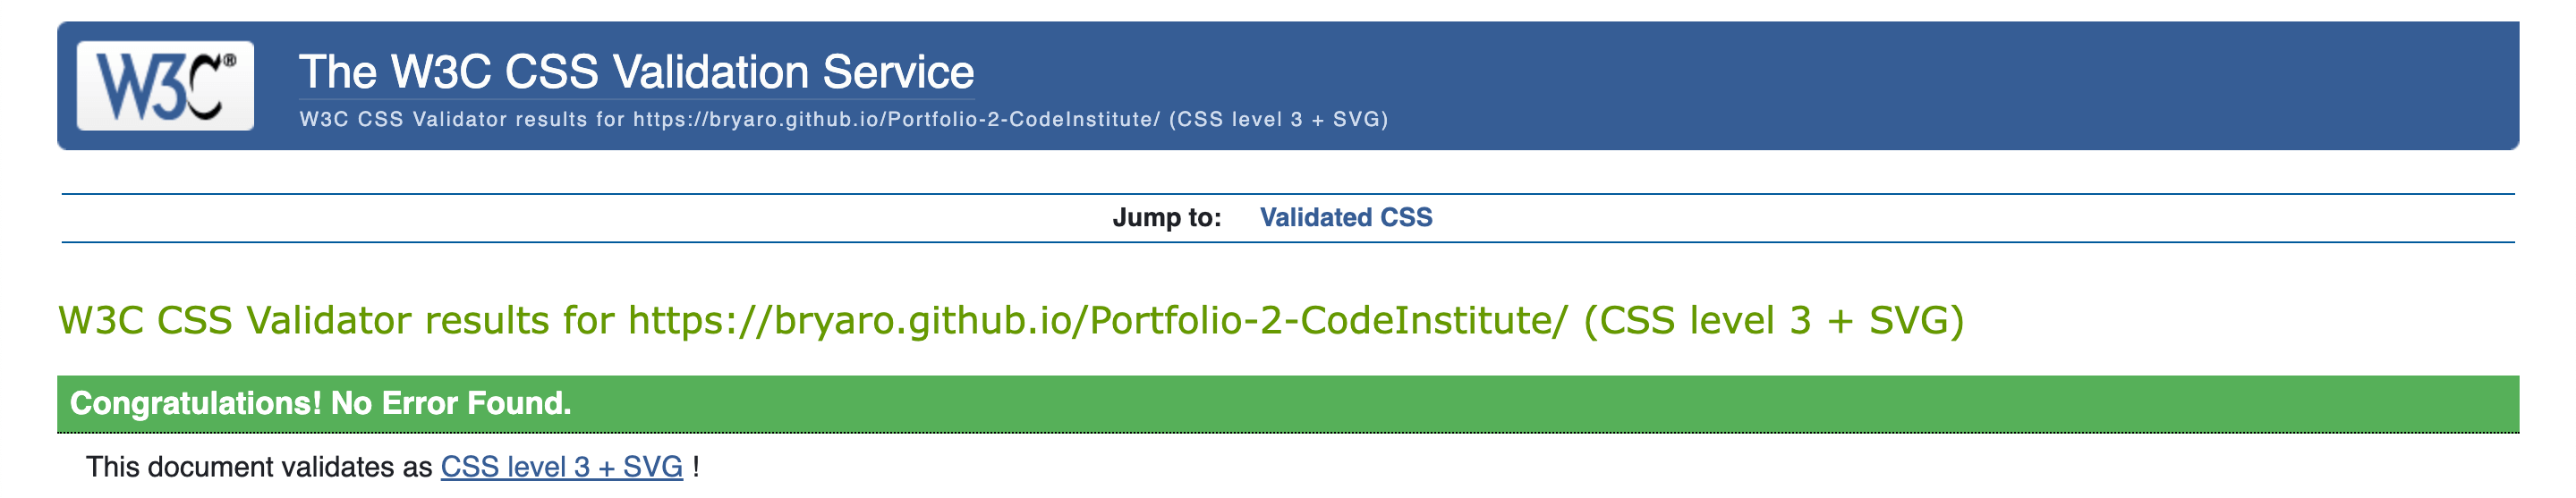 W3C®
The W3C CSS Validation Service
W3C CSS Validator results for https://bryaro.github.io/Portfolio-2-CodeInstitute/ (CSS level 3 + SVG)
Jump to: Validated CSS
W3C CSS Validator results for https://bryaro.github.io/Portfolio-2-CodeInstitute/ (CSS level 3 + SVG)
Congratulations! No Error Found.
This document validates as CSS level 3 + SVG !